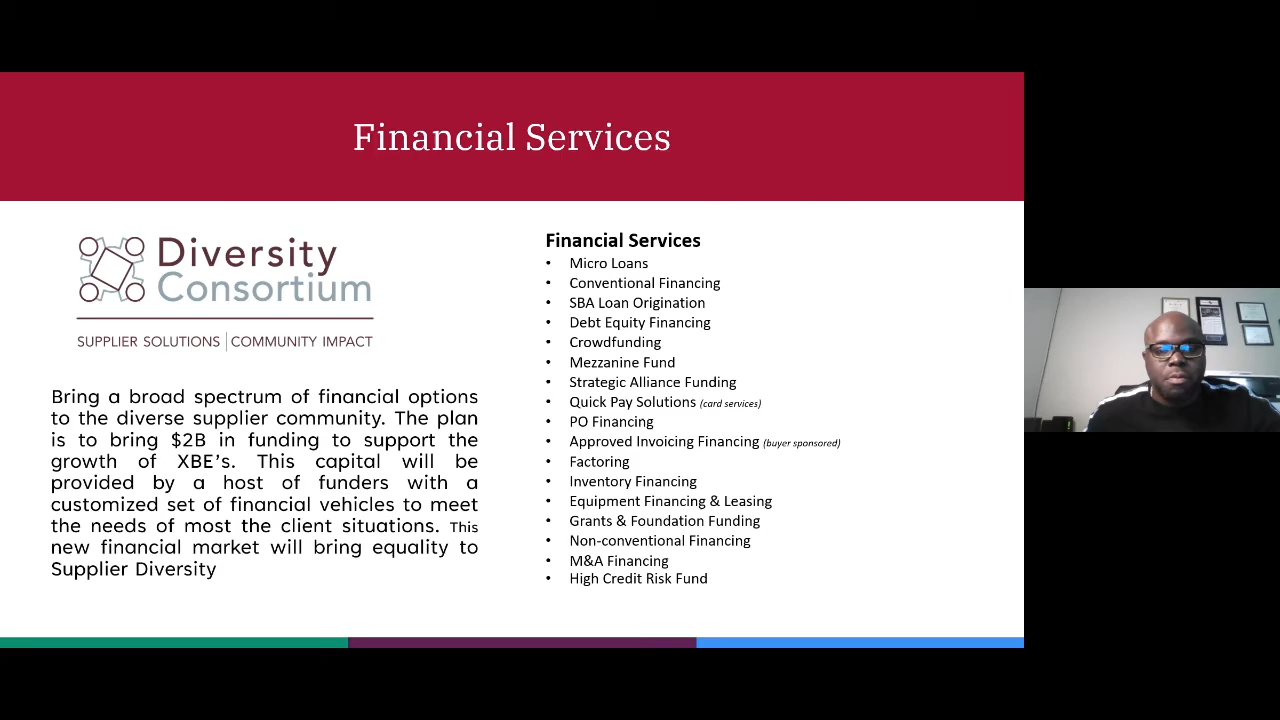 Financial Services
Diversity
Consortium
SUPPLIER SOLUTIONS | COMMUNITY IMPACT
Bring a broad spectrum of financial options
to the diverse supplier community. The plan
is to bring $2B in funding to support the
growth of XBE's. This capital will be
provided by a host of funders with a
customized set of financial vehicles to meet
the needs of most the client situations. This
new financial market will bring equality to
Supplier Diversity
Financial Services
• Micro Loans
• Conventional Financing
• SBA Loan Origination
• Debt Equity Financing
• Crowdfunding
• Mezzanine Fund
• Strategic Alliance Funding
• Quick Pay Solutions (card services)
• PO Financing
• Approved Invoicing Financing (buyer sponsored)
• Factoring
• Inventory Financing
• Equipment Financing & Leasing
• Grants & Foundation Funding
• Non-conventional Financing
• M&A Financing
• High Credit Risk Fund